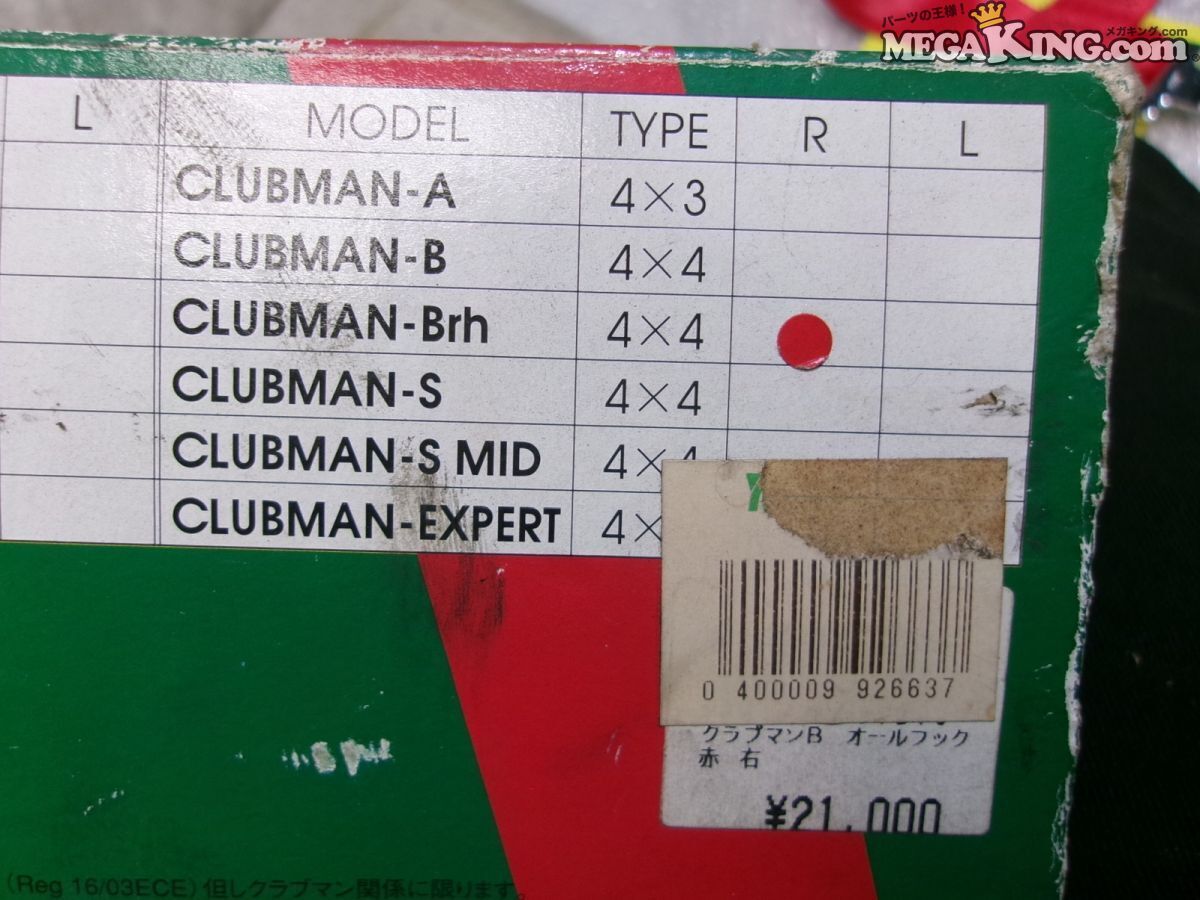 パーツの王様！
メガキング.com
MEGAKING.com
L MODEL TYPE R L
CLUBMAN-A 4×3
CLUBMAN-B 4×4
CLUBMAN-Brh 4×4
CLUBMAN-S 4×4
CLUBMAN-S MID 4×4
CLUBMAN-EXPERT 4×
0 400009 926637
クラブマンB オールフック
赤 右
¥21,000
(Reg 16/03ECE) 但しクラブマン関係に限ります。